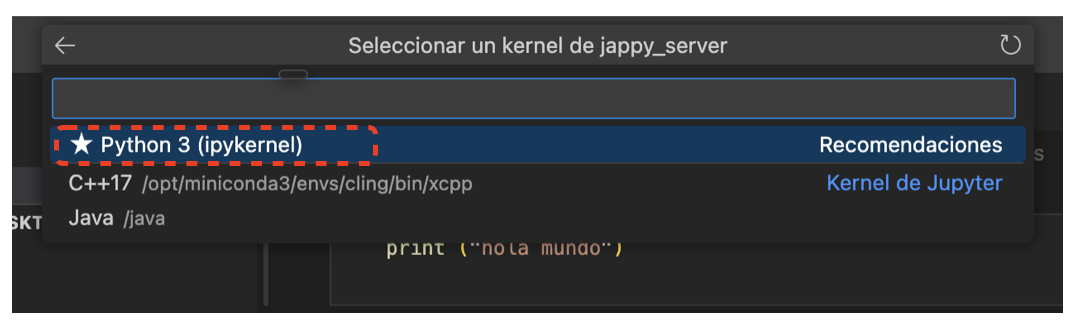 Seleccionar un kernel de jappy_server
★ Python 3 (ipykernel) Recomendaciones
C++17 /opt/miniconda3/envs/cling/bin/xcpp Kernel de Jupyter
Java /java
SKT
s
print ("hola mundo")